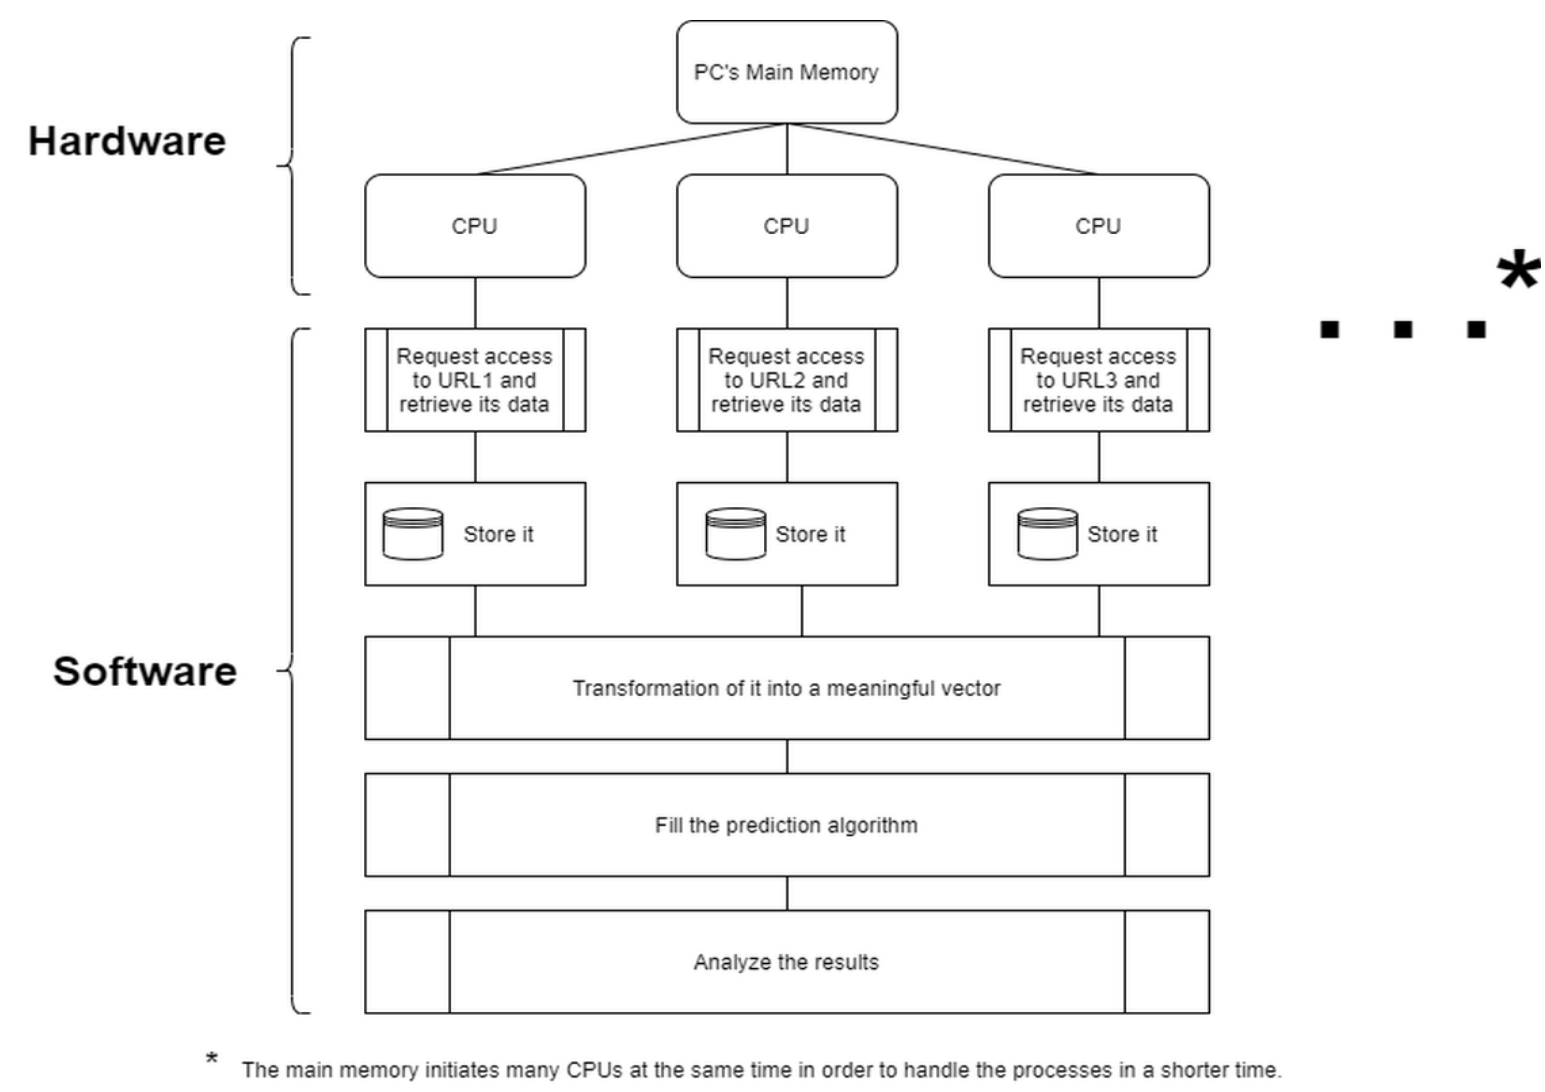 PC's Main Memory
Hardware
CPU
CPU
CPU
. . .*
Request access
to URL1 and
retrieve its data
Request access
to URL2 and
retrieve its data
Request access
to URL3 and
retrieve its data
Store it
Store it
Store it
Software
Transformation of it into a meaningful vector
Fill the prediction algorithm
Analyze the results
* The main memory initiates many CPUs at the same time in order to handle the processes in a shorter time.